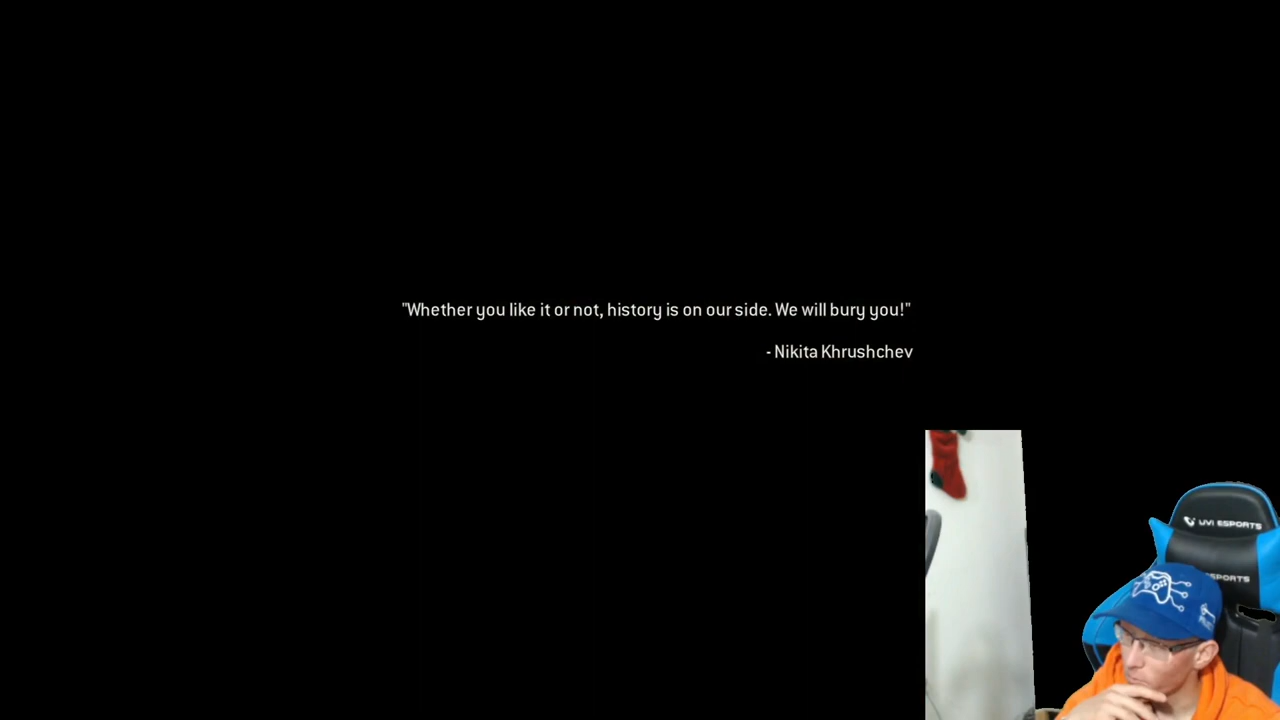 "Whether you like it or not, history is on our side. We will bury you!"
- Nikita Khrushchev
UVI ESPORTS
ESPORTS